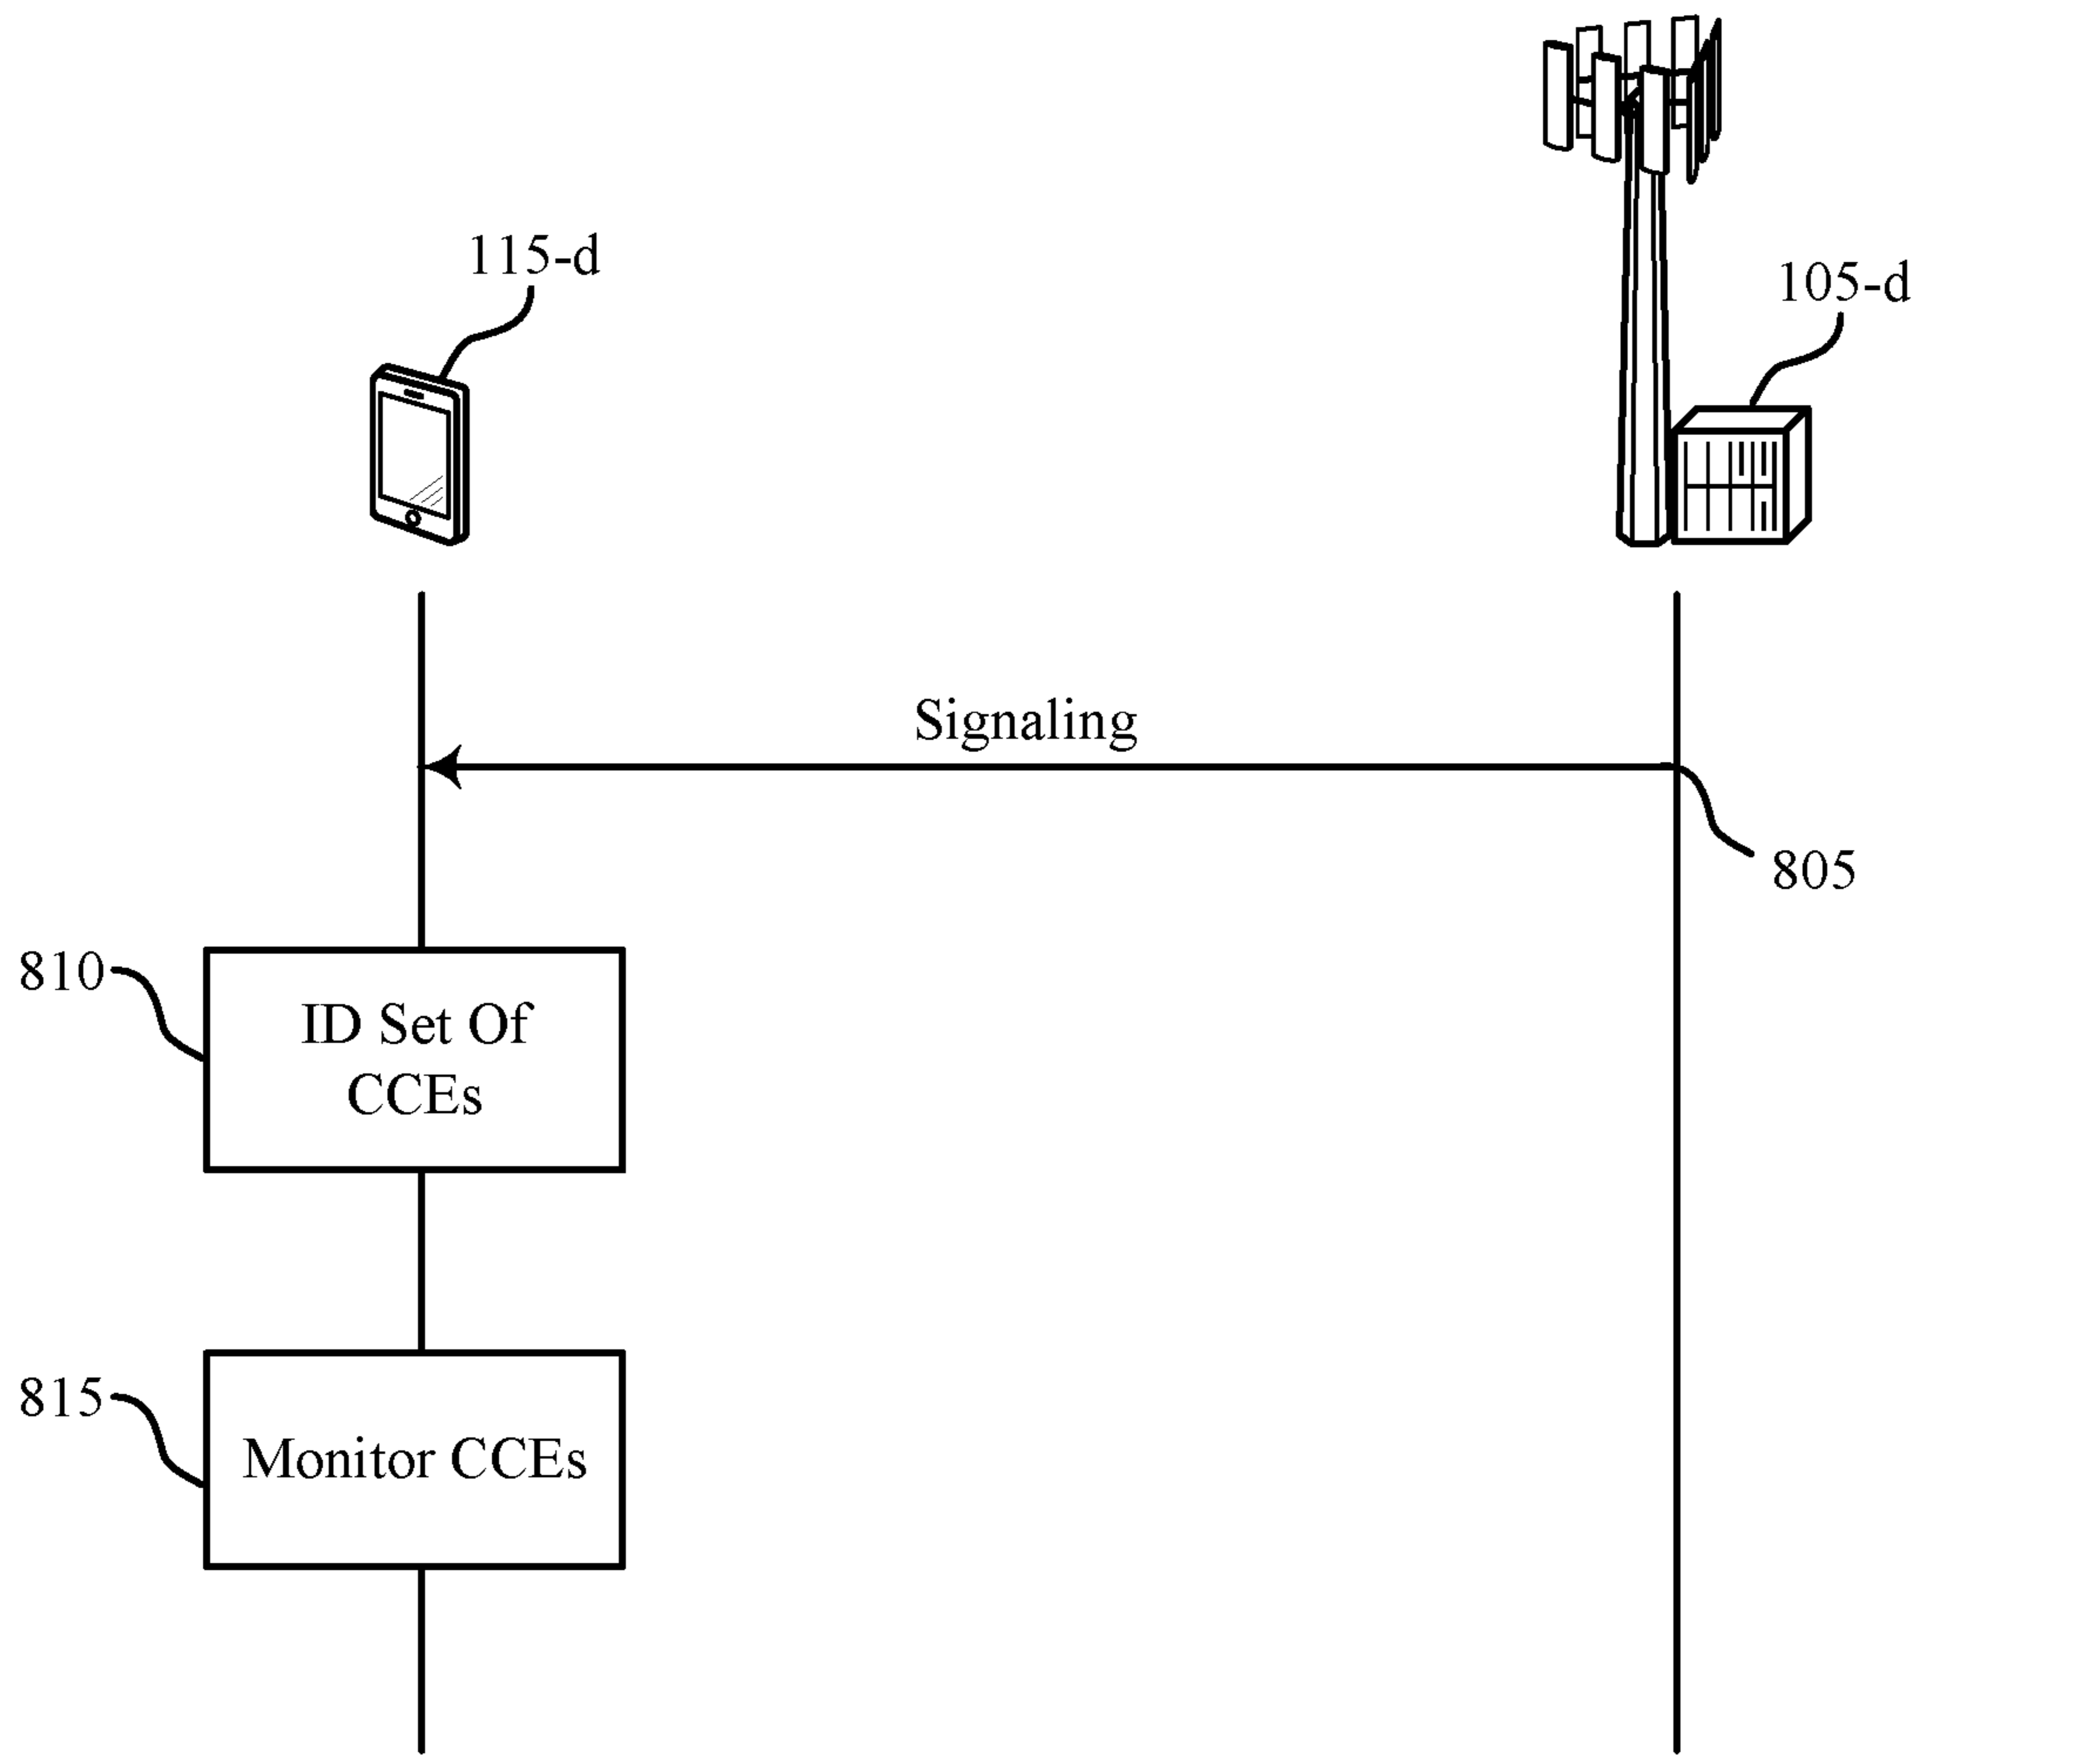 115-d
105-d
Signaling
805
810
ID Set Of
CCEs
815
Monitor CCEs